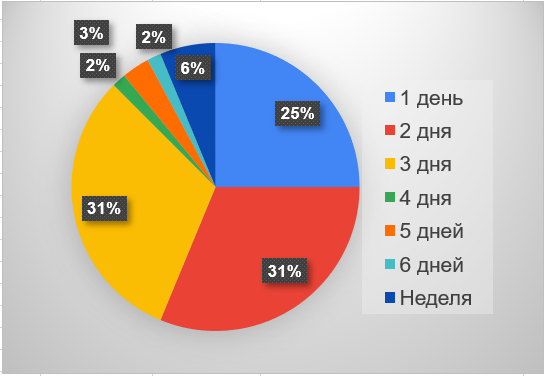 3%
2%
2%
6%
25%
31%
31%
1 день
2 дня
3 дня
4 дня
5 дней
6 дней
Неделя